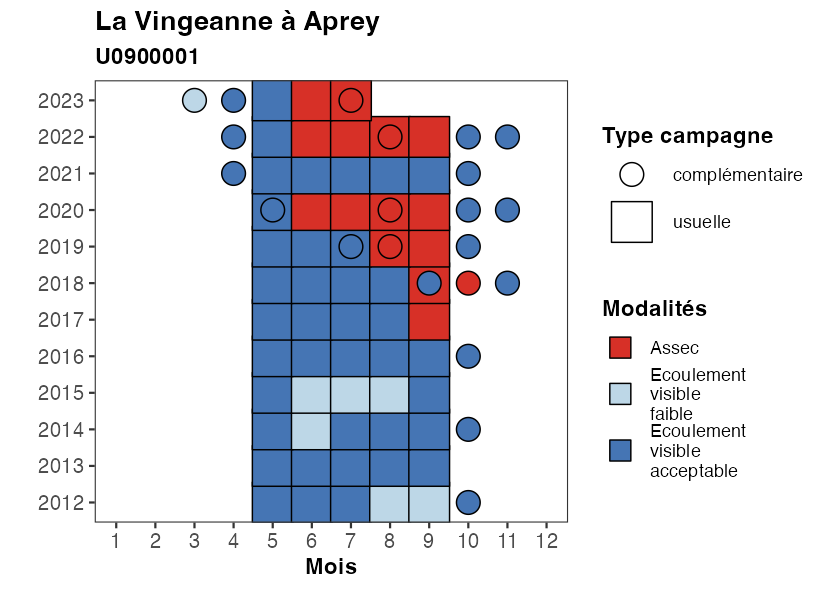 La Vingeanne à Aprey
U0900001
2023
2022
2021
2020
2019
2018
2017
2016
2015
2014
2013
2012
1 2 3 4 5 6 7 8 9 10 11 12
Mois
Type campagne
complémentaire
usuelle
Modalités
Assec
Ecoulement
visible
faible
Ecoulement
visible
acceptable